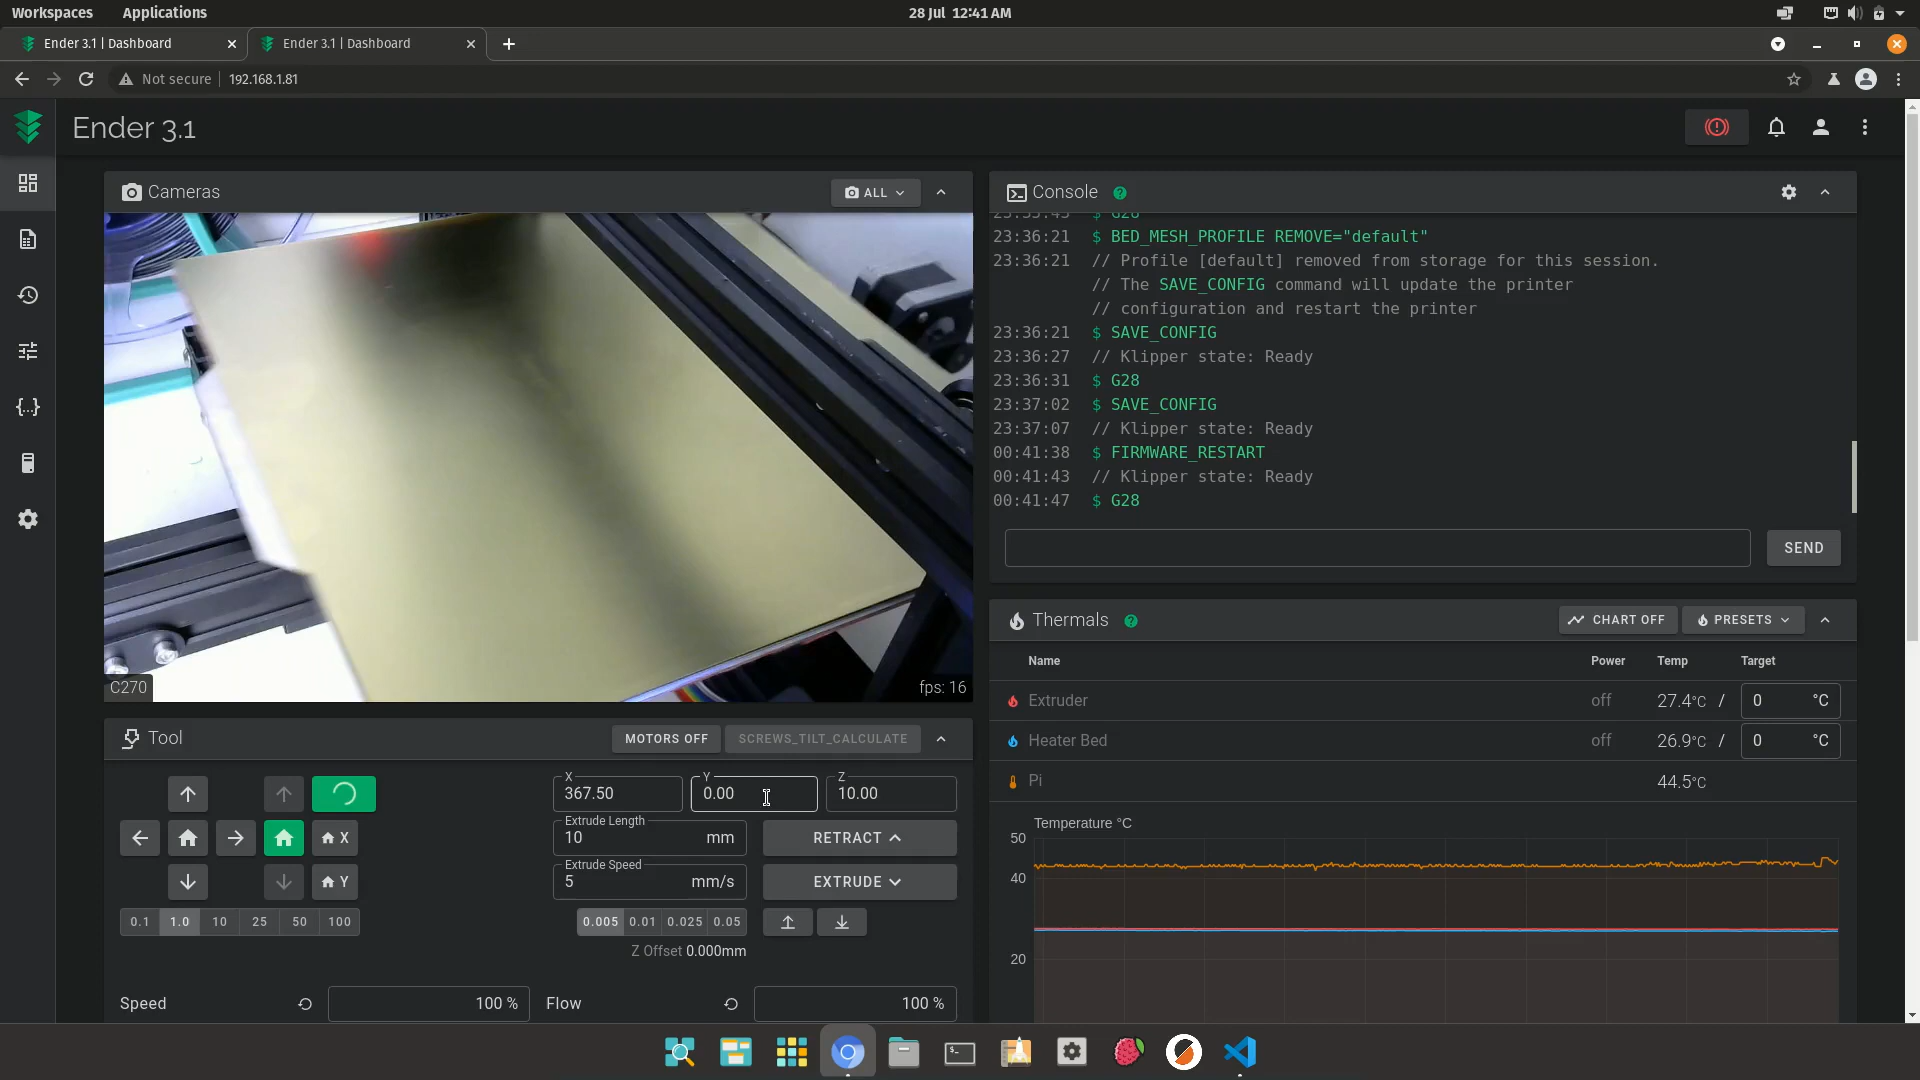 Workspaces Applications 28 Jul 12:41 AM
Ender 3.1 | Dashboard Ender 3.1 | Dashboard
Not secure 192.168.1.81
Ender 3.1
Cameras ALL
C270 fps: 16
Console
23:35:45 $ G28
23:36:21 $ BED_MESH_PROFILE REMOVE="default"
23:36:21 // Profile [default] removed from storage for this session.
// The SAVE_CONFIG command will update the printer
// configuration and restart the printer
23:36:21 $ SAVE_CONFIG
23:36:27 // Klipper state: Ready
23:36:31 $ G28
23:37:02 $ SAVE_CONFIG
23:37:07 // Klipper state: Ready
00:41:38 $ FIRMWARE_RESTART
00:41:43 // Klipper state: Ready
00:41:47 $ G28
SEND
Tool MOTORS OFF SCREWS_TILT_CALCULATE
X Y Z
367.50 0.00 10.00
Extrude Length
10 mm RETRACT
X
Extrude Speed
5 mm/s EXTRUDE
Y
0.1 1.0 10 25 50 100 0.005 0.01 0.025 0.05
Z Offset 0.000mm
Speed 100 % Flow 100 %
Thermals CHART OFF PRESETS
Name Power Temp Target
Extruder off 27.4°C / 0 °C
Heater Bed off 26.9°C / 0 °C
Pi 44.5°C
Temperature °C
50
40
20